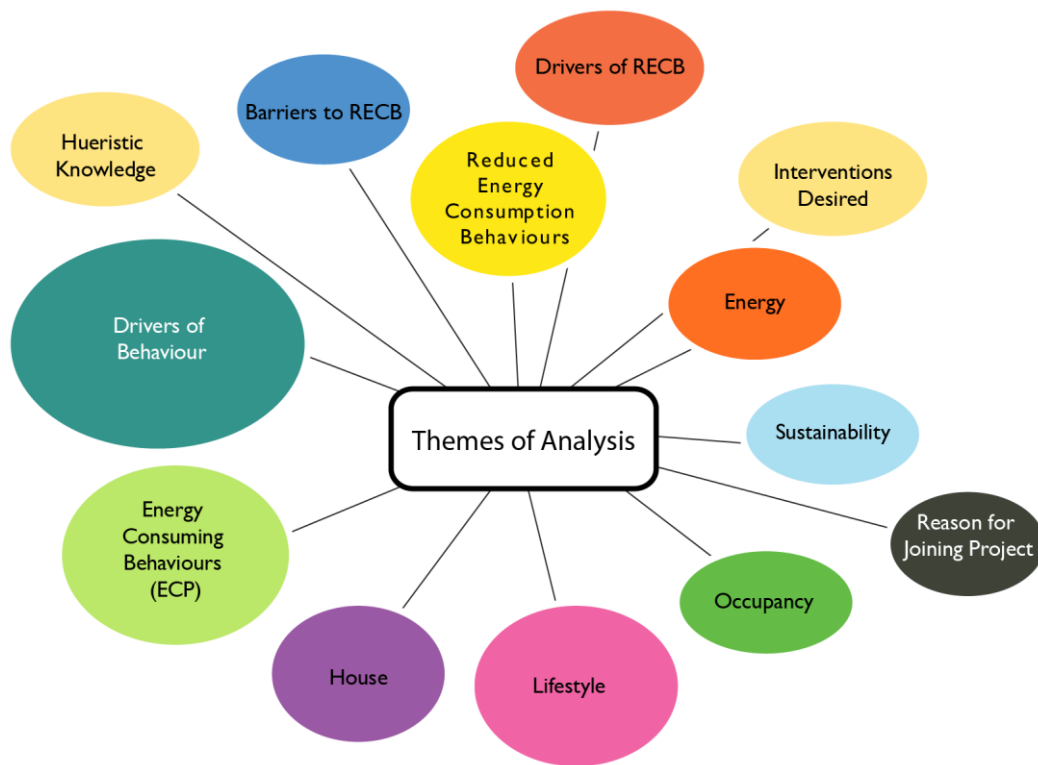 Drivers of RECB
Barriers to RECB
Hueristic
Knowledge
Reduced
Energy
Consumption
Behaviours
Interventions
Desired
Energy
Drivers of
Behaviour
Themes of Analysis
Sustainability
Energy
Consuming
Behaviours
(ECP)
Reason for
Joining Project
Occupancy
House
Lifestyle